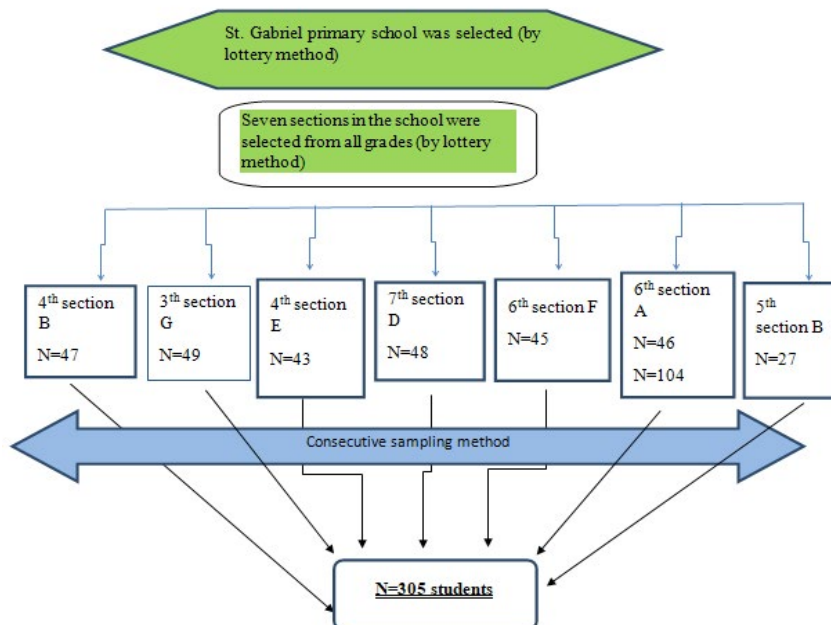 St. Gabriel primary school was selected (by
lottery method)
Seven sections in the school were
selected from all grades (by lottery
method)
4th section
B
N=47
3th section
G
N=49
4th section
E
N=43
7th section
D
N=48
6th section F
N=45
6th section
A
N=46
N=104
5th
section B
N=27
Consecutive sampling method
N=305 students